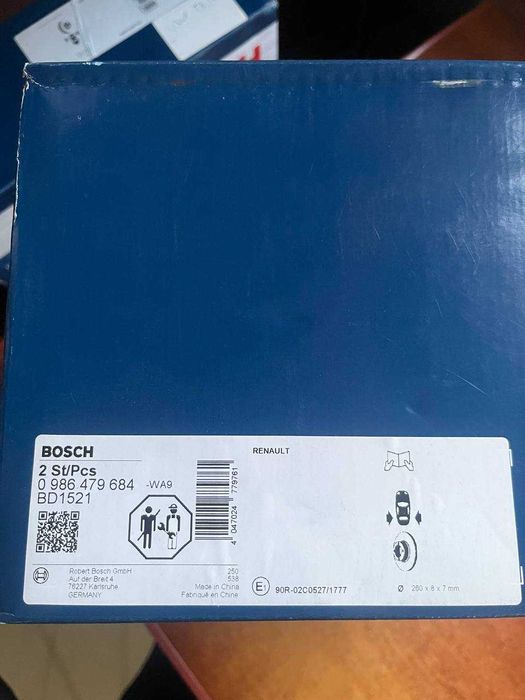 BOSCH
2 St/Pcs
0 986 479 684 -WA9
BD1521
RENAULT
4 047024 779761
Robert Bosch GmbH
Auf der Breit 4
76227 Karlsruhe
GERMANY
250
538
Made in China
Fabriqué en Chine
E1 90R-02C0527/1777
Ø 260 x 8 x 7 mm